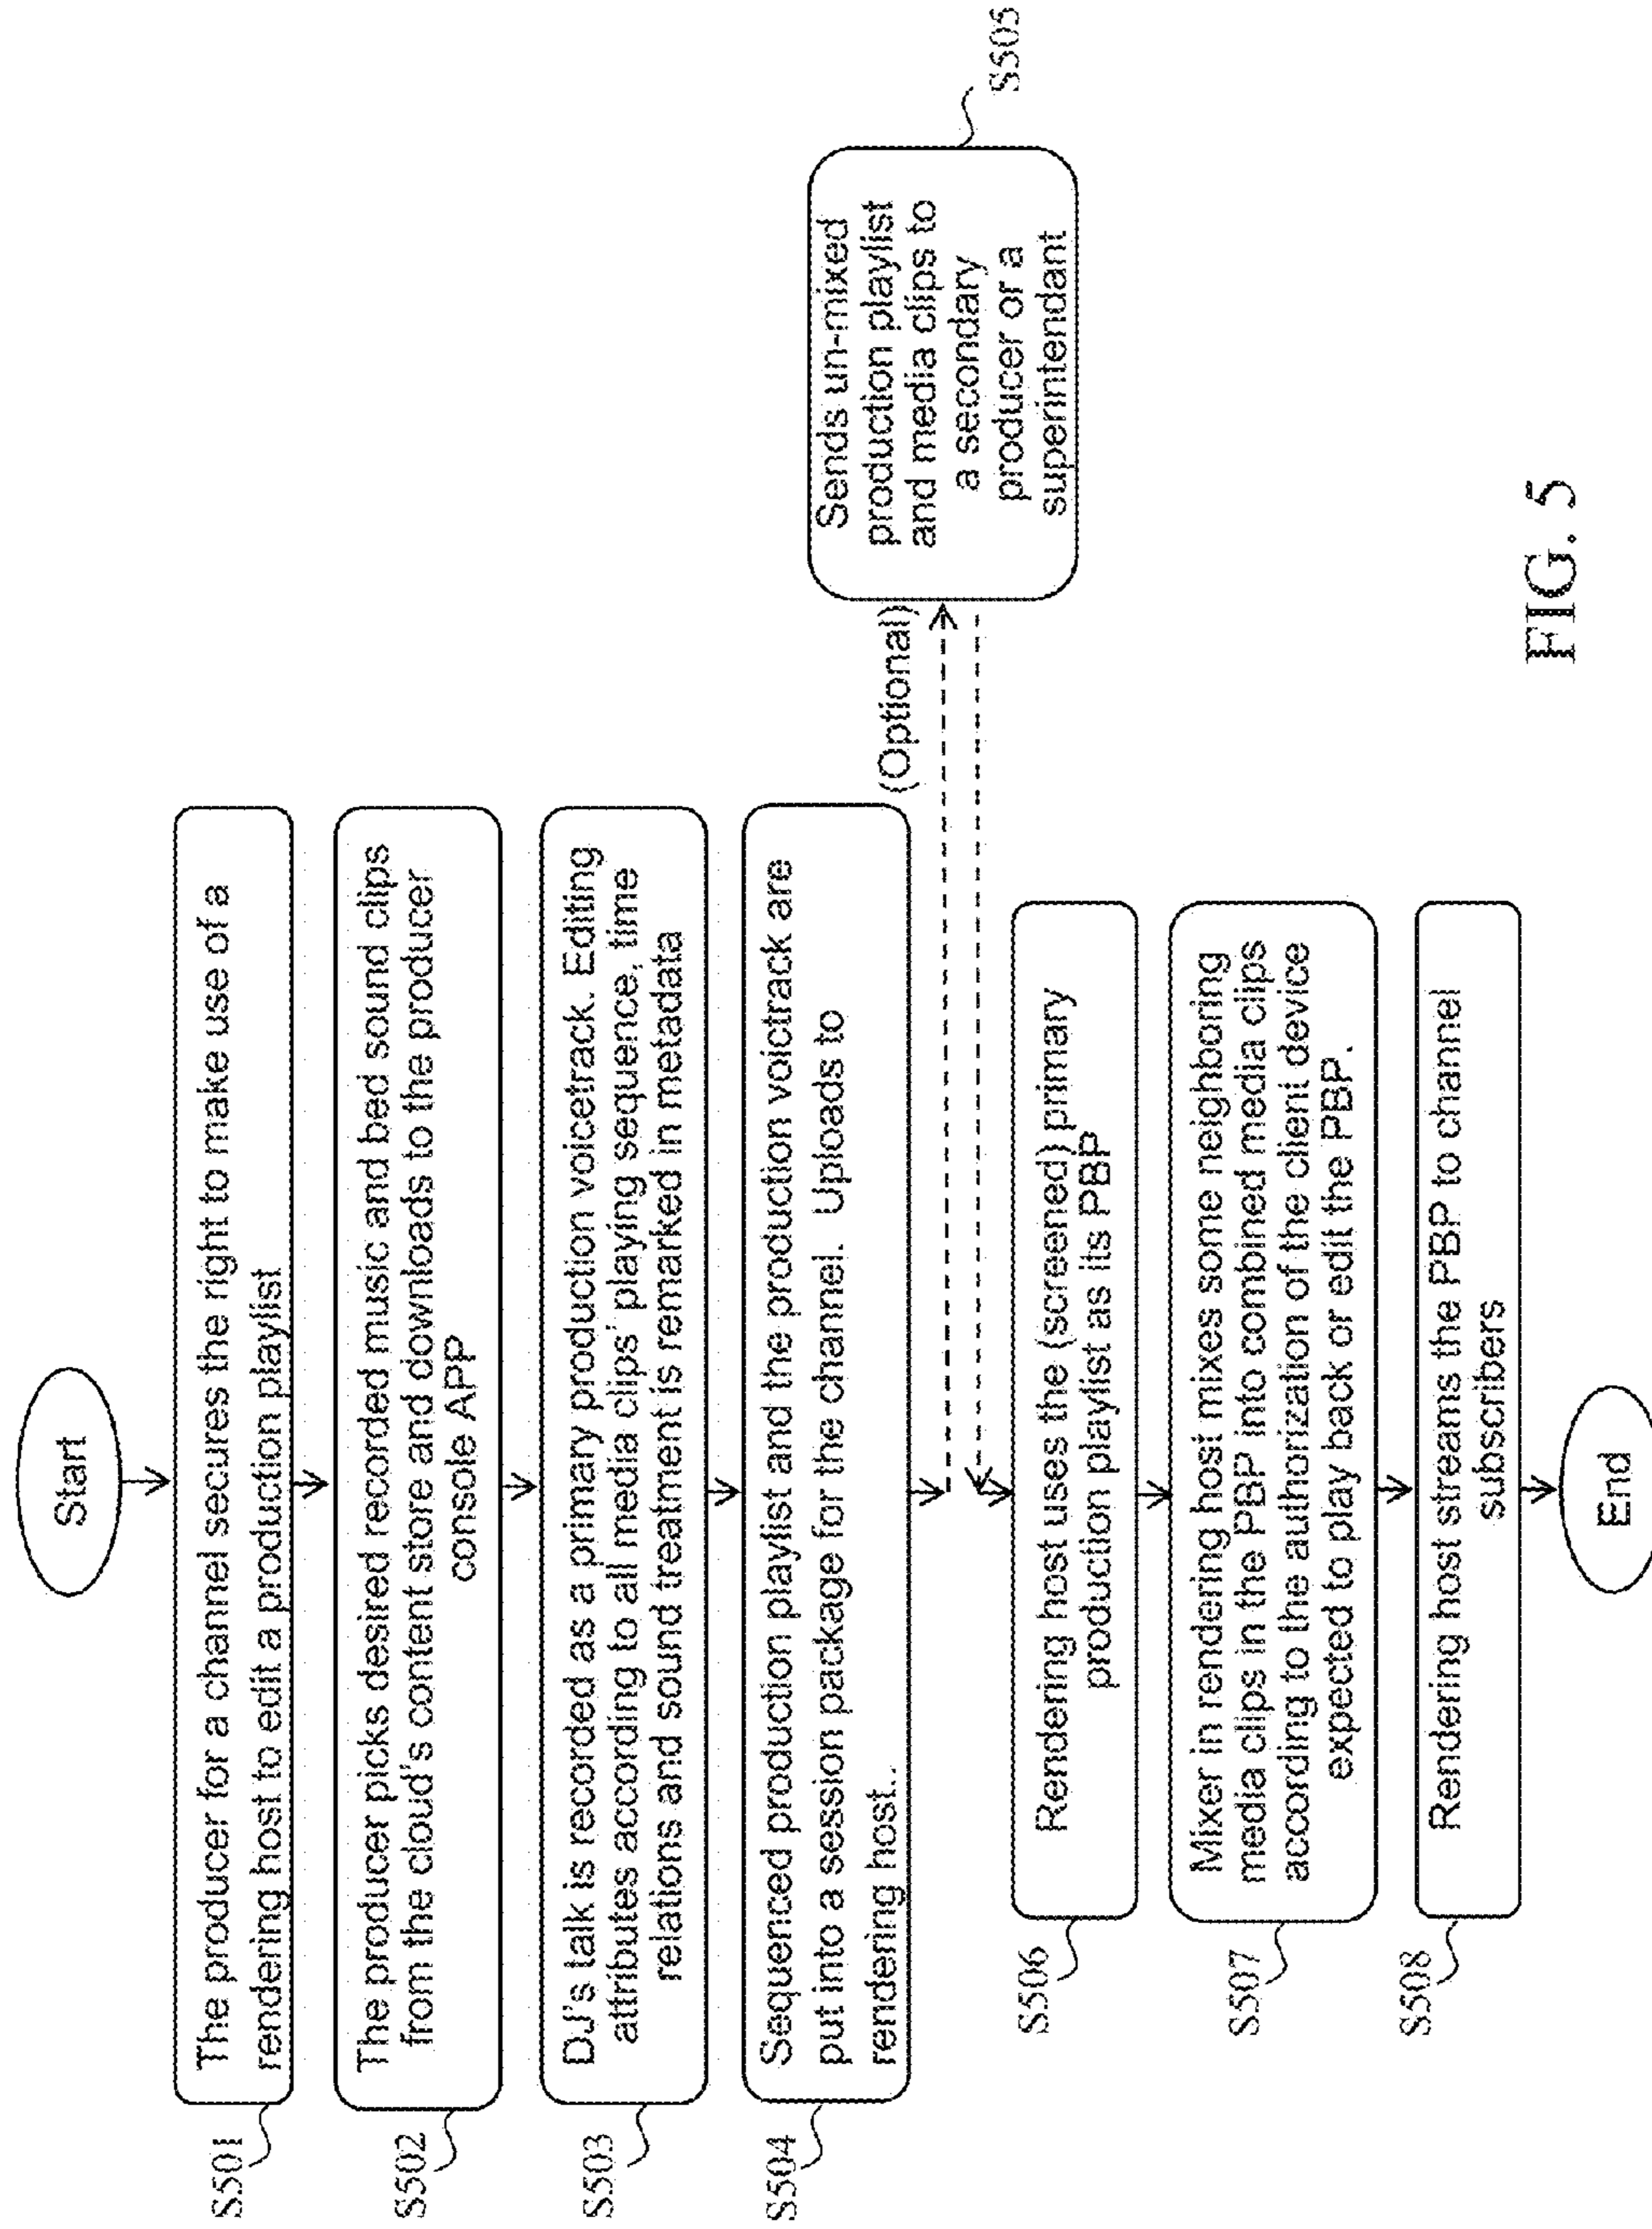 Start
S501
The producer for a channel secures the right to make use of a
rendering host to edit a production playlist
S502
The producer picks desired recorded music and bed sound clips
from the cloud's content store and downloads to the producer
console APP
S503
DJ's talk is recorded as a primary production voicetrack. Editing
attributes according to all media clips' playing sequence, time
relations and sound treatment is remarked in metadata
S504
Sequenced production playlist and the production voictrack are
put into a session package for the channel. Uploads to
rendering host..
(Optional)
Sends un-mixed
production playlist
and media clips to
a secondary
producer or a
superintendant
S505
S506
Rendering host uses the (screened) primary
production playlist as its PBP
S507
Mixer in rendering host mixes some neighboring
media clips in the PBP into combined media clips
according to the authorization of the client device
expected to play back or edit the PBP.
S508
Rendering host streams the PBP to channel
subscribers
End
FIG. 5